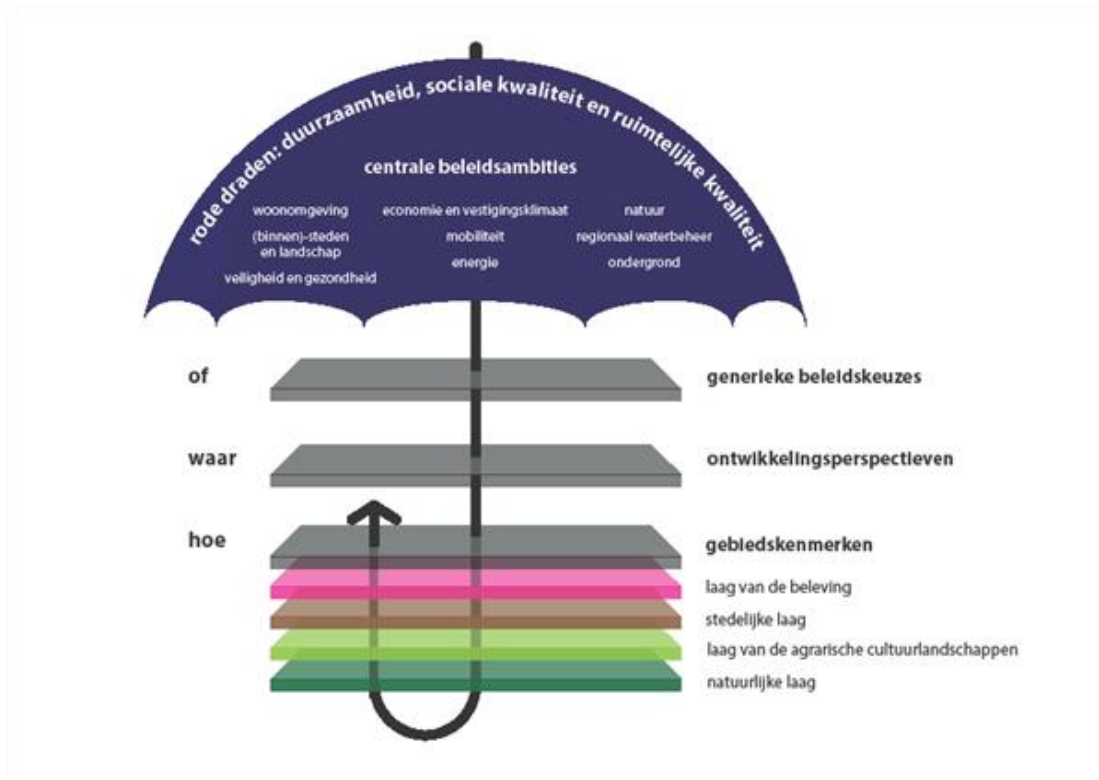 rode draden: duurzaamheid, sociale kwaliteit en ruimtelijke kwaliteit
centrale beleidsambities
woonomgeving
(binnen)-steden
en landschap
veiligheid en gezondheid
economie en vestigingsklimaat
mobiliteit
energie
natuur
regionaal waterbeheer
ondergrond
of
generieke beleidskeuzes
waar
ontwikkelingsperspectieven
hoe
gebiedskenmerken
laag van de beleving
stedelijke laag
laag van de agrarische cultuurlandschappen
natuurlijke laag